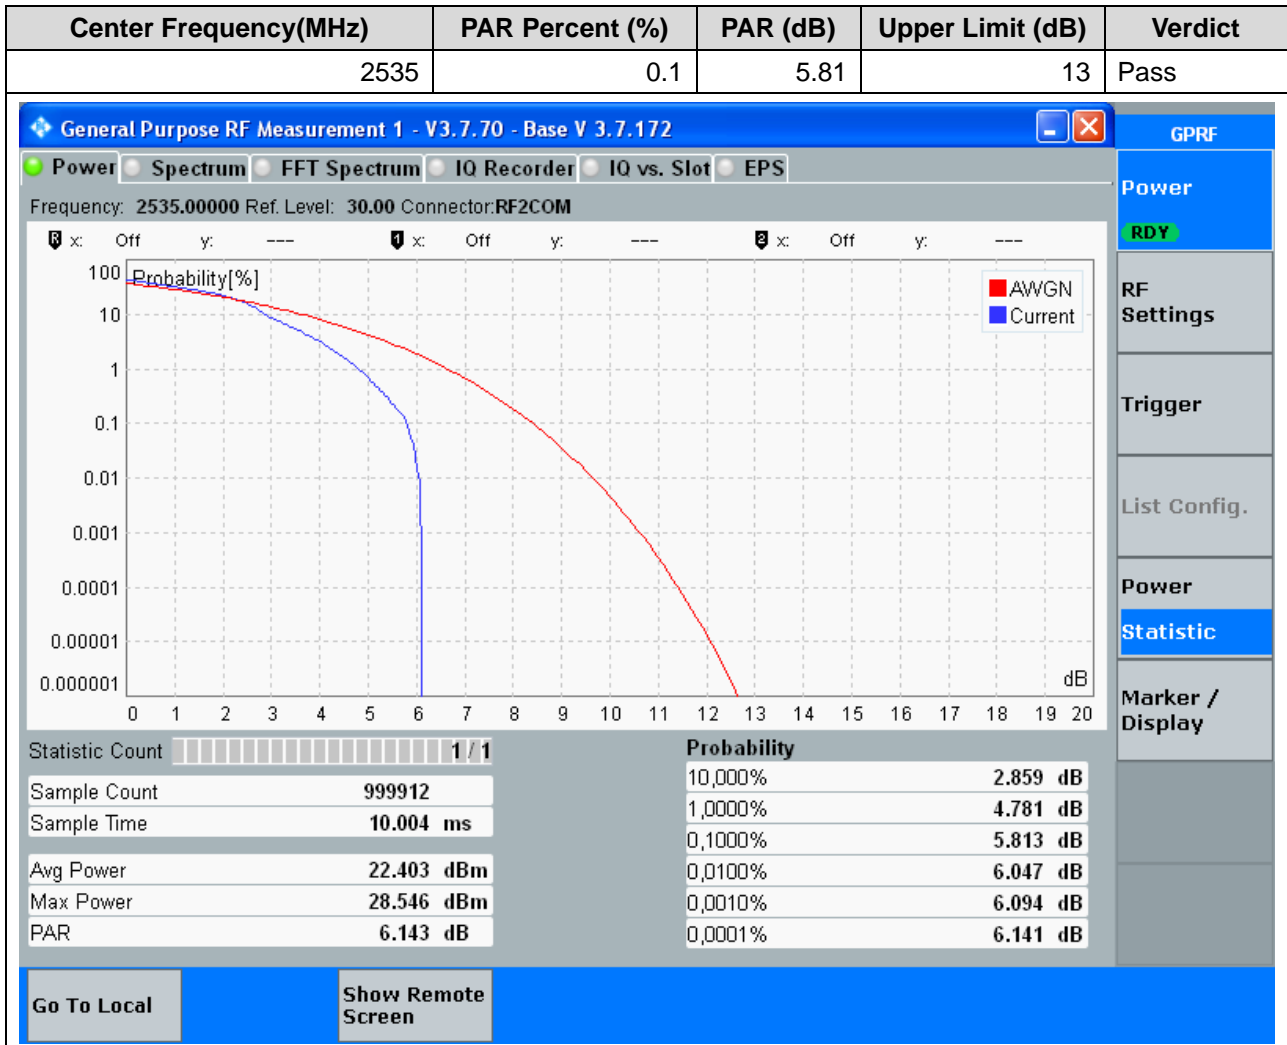 Center Frequency(MHz) PAR Percent (%) PAR (dB) Upper Limit (dB) Verdict
2535 0.1 5.81 13 Pass
General Purpose RF Measurement 1 - V3.7.70 - Base V 3.7.172
GPRF
Power Spectrum FFT Spectrum IQ Recorder IQ vs. Slot EPS
Power
RDY
Frequency: 2535.00000 Ref. Level: 30.00 Connector:RF2COM
R x: Off y: --- 1 x: Off y: --- 2 x: Off y: ---
Probability[%]
AWGN
Current
100
10
1
0.1
0.01
0.001
0.0001
0.00001
0.000001
dB
0 1 2 3 4 5 6 7 8 9 10 11 12 13 14 15 16 17 18 19 20
RF
Settings
Trigger
List Config.
Power
Statistic
Marker /
Display
Statistic Count 1 / 1
Sample Count 999912
Sample Time 10.004 ms
Avg Power 22.403 dBm
Max Power 28.546 dBm
PAR 6.143 dB
Probability
10,000% 2.859 dB
1,0000% 4.781 dB
0,1000% 5.813 dB
0,0100% 6.047 dB
0,0010% 6.094 dB
0,0001% 6.141 dB
Go To Local
Show Remote
Screen